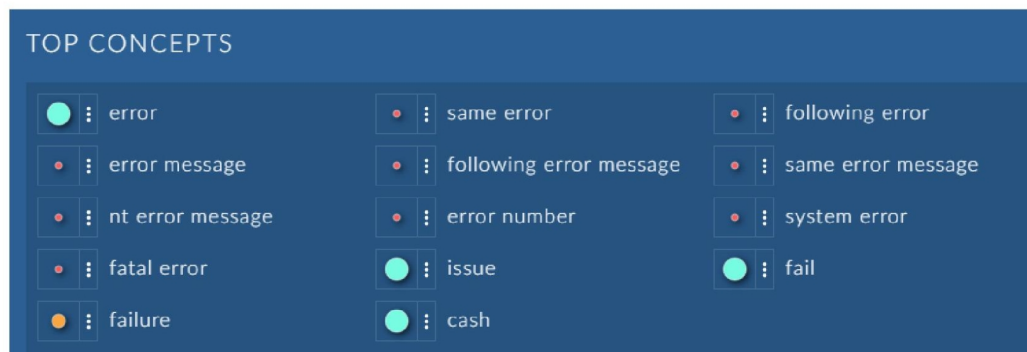 TOP CONCEPTS
error same error following error
error message following error message same error message
nt error message error number system error
fatal error issue fail
failure cash